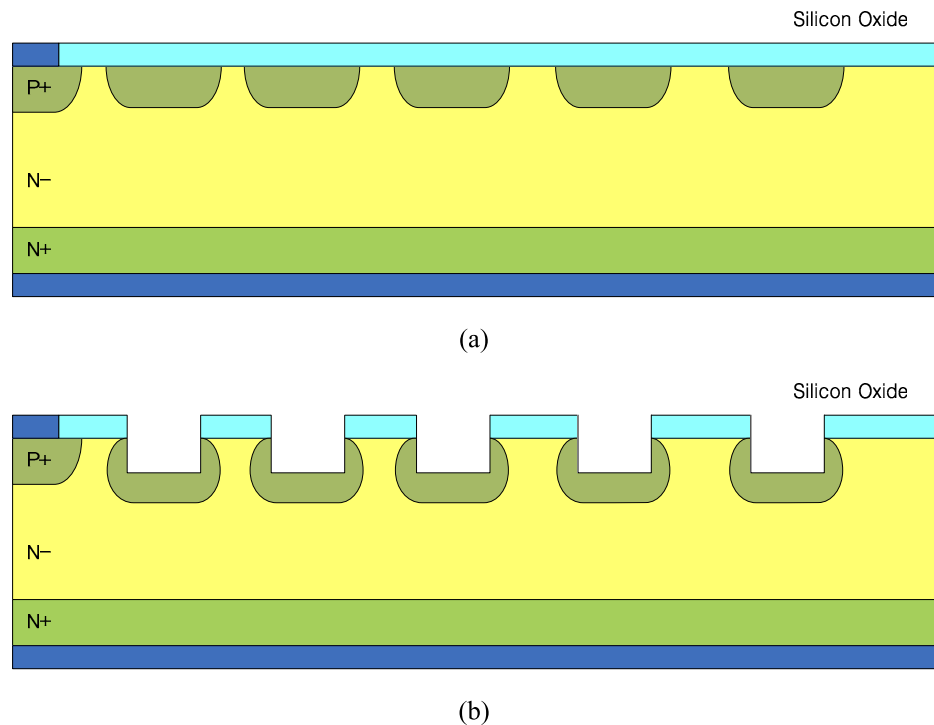 Silicon Oxide
P+
N−
N+
(a)
Silicon Oxide
P+
N−
N+
(b)